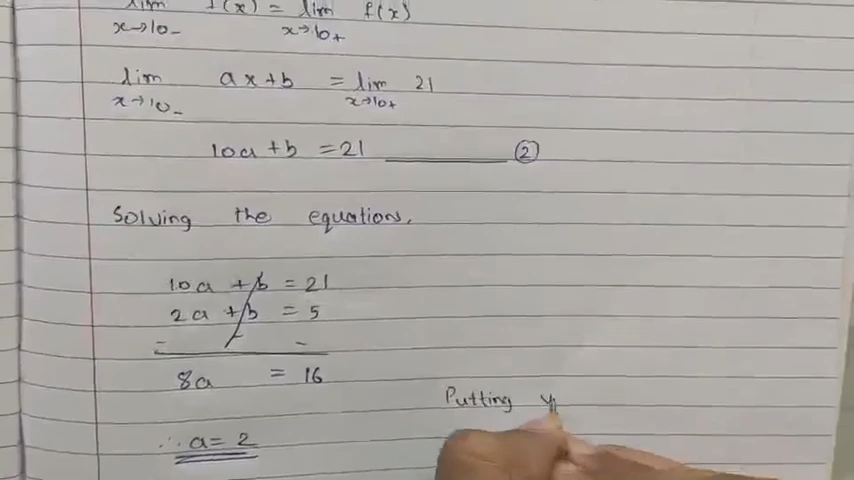 lim f(x) = lim f(x)
x→10- x→10+
lim ax+b = lim 21
x→10- x→10+
10a + b = 21 ②
Solving the equations,
10a + b = 21
2a + b = 5
- - -
8a = 16
Putting
∴ a = 2